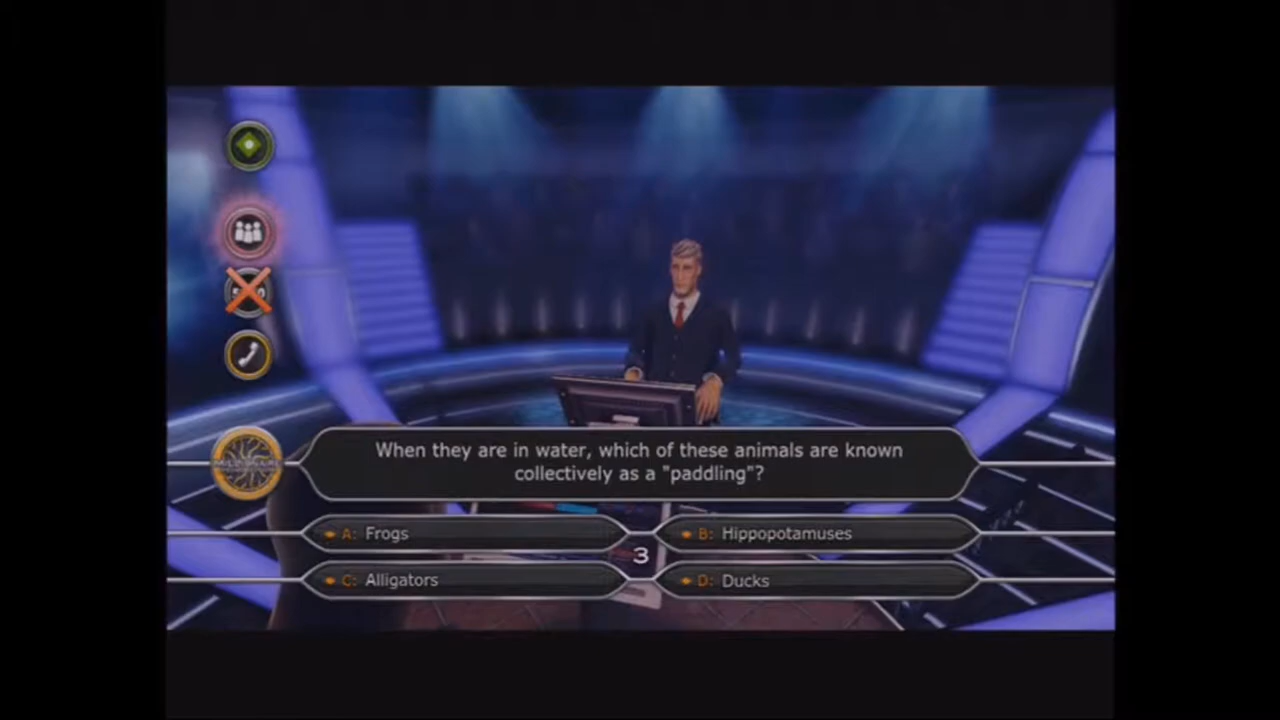 When they are in water, which of these animals are known
collectively as a "paddling"?
A: Frogs
B: Hippopotamuses
3
C: Alligators
D: Ducks